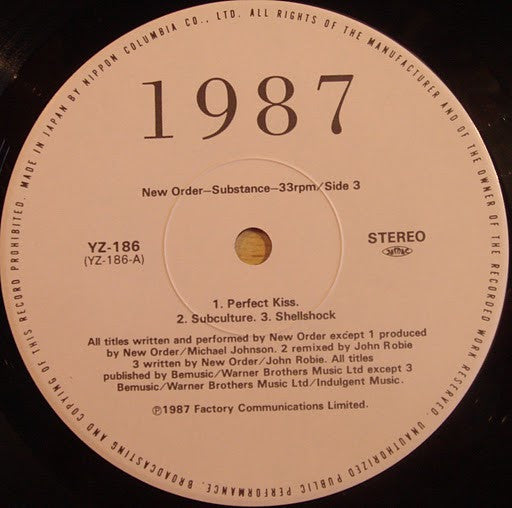 MADE IN JAPAN BY NIPPON COLUMBIA CO., LTD. ALL RIGHTS OF THE MANUFACTURER AND OF THE OWNER OF THE RECORDED WORK RESERVED. UNAUTHORIZED PUBLIC PERFORMANCE, BROADCASTING AND COPYING OF THIS RECORD PROHIBITED.
1987
New Order—Substance—33rpm/Side 3
YZ-186
(YZ-186-A)
STEREO
1. Perfect Kiss.
2. Subculture. 3. Shellshock
All titles written and performed by New Order except 1 produced
by New Order/Michael Johnson. 2 remixed by John Robie
3 written by New Order/John Robie. All titles
published by Bemusic/Warner Brothers Music Ltd except 3
Bemusic/Warner Brothers Music Ltd/Indulgent Music.
℗1987 Factory Communications Limited.